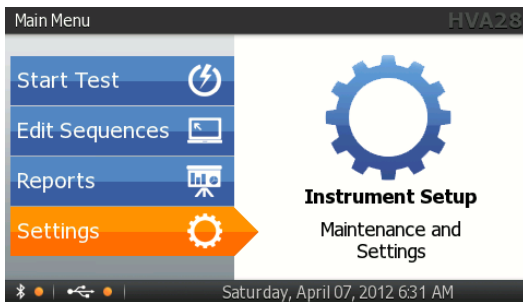 Main Menu
HVA28
Start Test
Edit Sequences
Reports
Settings
Instrument Setup
Maintenance and
Settings
Saturday, April 07, 2012 6:31 AM